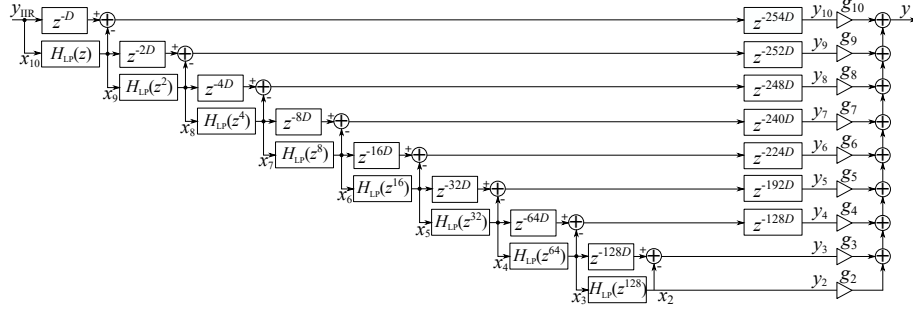 y_IIR z^-D + - z^-254D y_10 g_10 y
x_10 H_LP(z) z^-2D + - z^-252D y_9 g_9
x_9 H_LP(z^2) z^-4D + - z^-248D y_8 g_8
x_8 H_LP(z^4) z^-8D + - z^-240D y_7 g_7
x_7 H_LP(z^8) z^-16D + - z^-224D y_6 g_6
x_6 H_LP(z^16) z^-32D + - z^-192D y_5 g_5
x_5 H_LP(z^32) z^-64D + - z^-128D y_4 g_4
x_4 H_LP(z^64) z^-128D + - y_3 g_3
x_3 H_LP(z^128) x_2 y_2 g_2